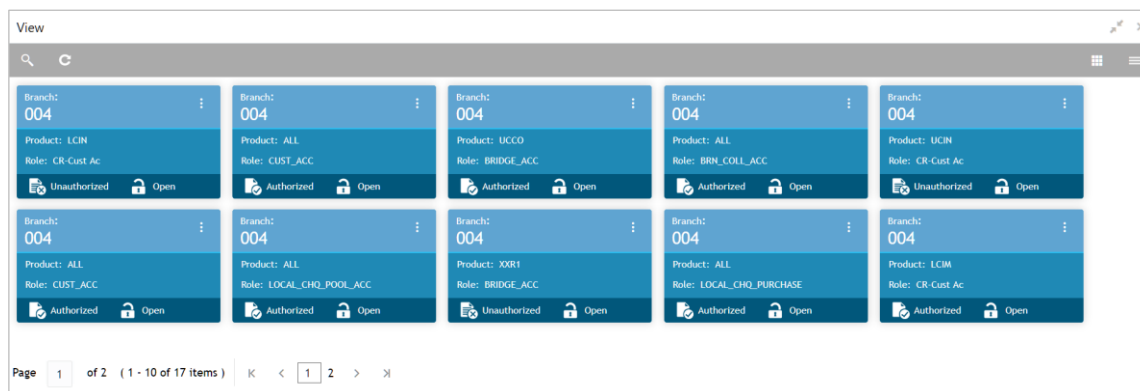 View
Branch:
004
Product: LCIN
Role: CR-Cust Ac
Unauthorized Open
Branch:
004
Product: ALL
Role: CUST_ACC
Authorized Open
Branch:
004
Product: UCCO
Role: BRIDGE_ACC
Authorized Open
Branch:
004
Product: ALL
Role: BRN_COLL_ACC
Authorized Open
Branch:
004
Product: UCIN
Role: CR-Cust Ac
Unauthorized Open
Branch:
004
Product: ALL
Role: CUST_ACC
Authorized Open
Branch:
004
Product: ALL
Role: LOCAL_CHQ_POOL_ACC
Authorized Open
Branch:
004
Product: XXR1
Role: BRIDGE_ACC
Unauthorized Open
Branch:
004
Product: ALL
Role: LOCAL_CHQ_PURCHASE
Authorized Open
Branch:
004
Product: LCIM
Role: CR-Cust Ac
Authorized Open
Page 1 of 2 ( 1 - 10 of 17 items ) 1 2